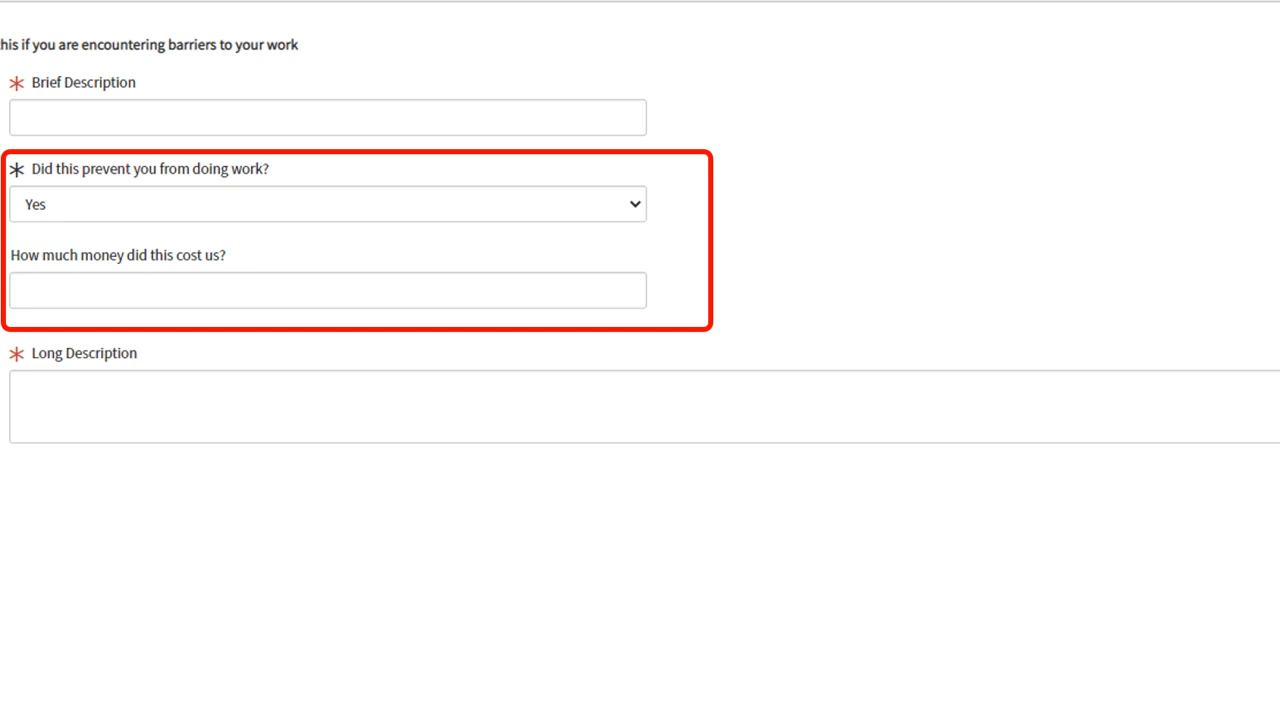 his if you are encountering barriers to your work
Brief Description
Did this prevent you from doing work?
Yes
How much money did this cost us?
Long Description